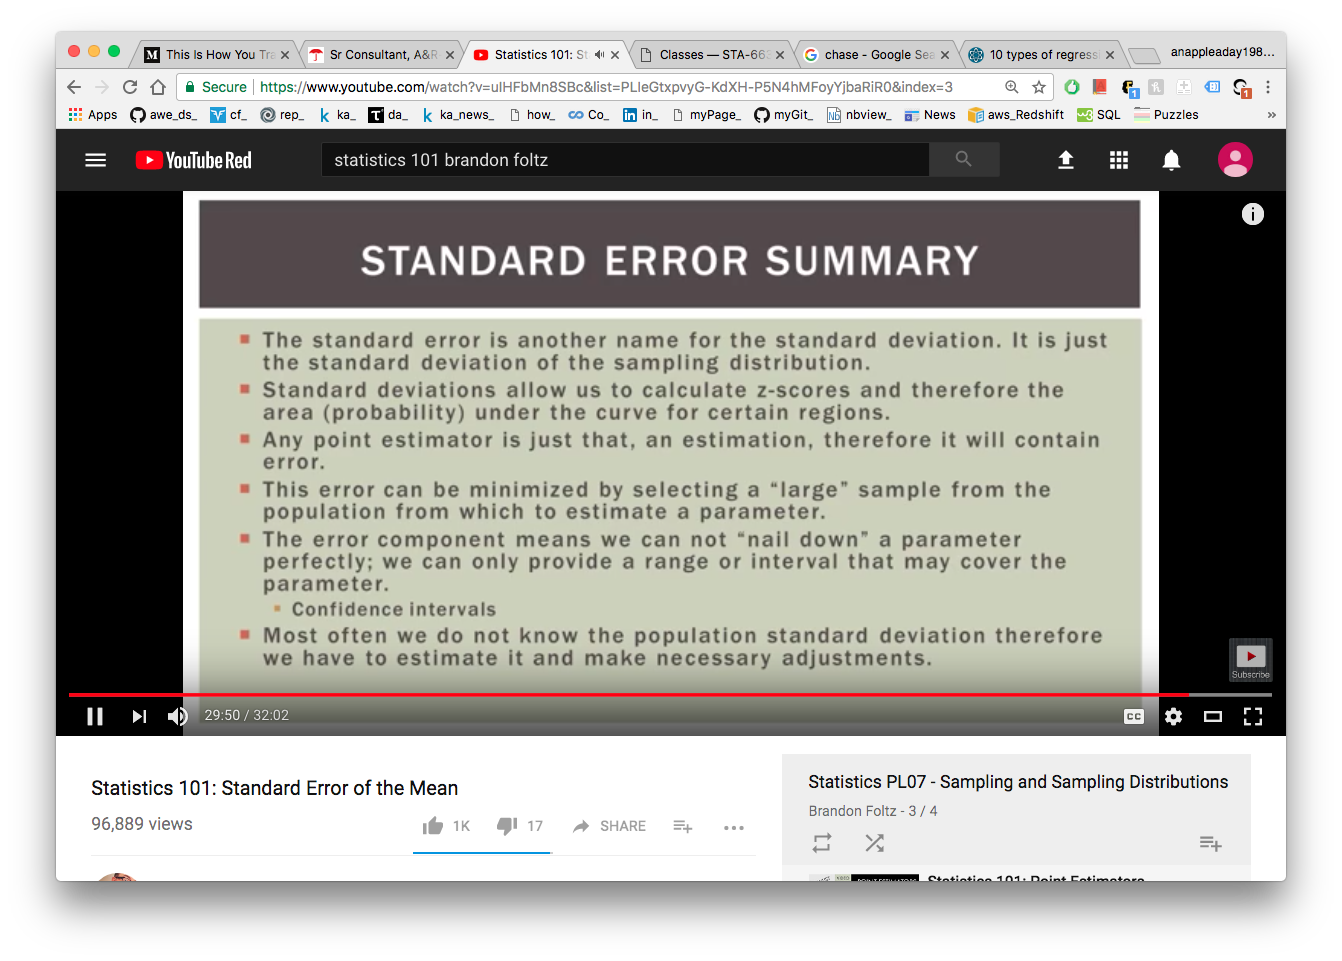 This Is How You Tra
Sr Consultant, A&R
Statistics 101: St
Classes — STA-663
chase - Google Sea
10 types of regress
anappleaday198...
Secure
https://www.youtube.com/watch?v=ulHFbMn8SBc&list=PLIeGtxpvyG-KdXH-P5N4hMFoyYjbaRiR0&index=3
Apps awe_ds_ cf_ rep_ ka_ da_ ka_news_ how_ Co_ in_ myPage_ myGit_ nbview_ News aws_Redshift SQL Puzzles »
YouTube Red
statistics 101 brandon foltz
STANDARD ERROR SUMMARY
The standard error is another name for the standard deviation. It is just
the standard deviation of the sampling distribution.
Standard deviations allow us to calculate z-scores and therefore the
area (probability) under the curve for certain regions.
Any point estimator is just that, an estimation, therefore it will contain
error.
This error can be minimized by selecting a “large” sample from the
population from which to estimate a parameter.
The error component means we can not “nail down” a parameter
perfectly; we can only provide a range or interval that may cover the
parameter.
Confidence intervals
Most often we do not know the population standard deviation therefore
we have to estimate it and make necessary adjustments.
Subscribe
29:50 / 32:02
CC
Statistics 101: Standard Error of the Mean
96,889 views
1K
17
SHARE
Statistics PL07 - Sampling and Sampling Distributions
Brandon Foltz - 3 / 4
Statistics 101: Point Estimators